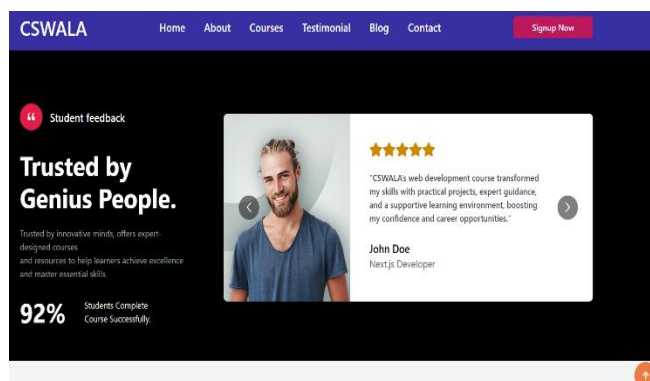 CSWALA
Home About Courses Testimonial Blog Contact
Signup Now
Student feedback
Trusted by
Genius People.
Trusted by innovative minds, offers expert-
designed courses
and resources to help learners achieve excellence
and master essential skills.
92%
Students Complete
Course Successfully.
"CSWALA's web development course transformed
my skills with practical projects, expert guidance,
and a supportive learning environment, boosting
my confidence and career opportunities."
John Doe
Next.js Developer